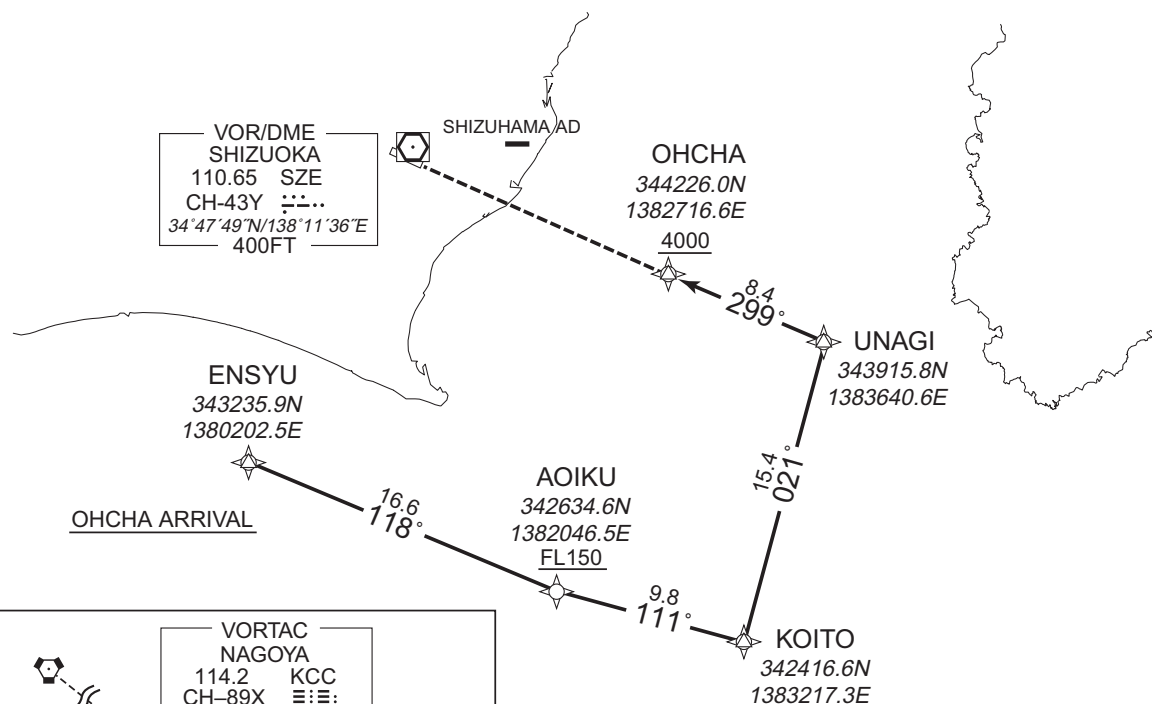 VOR/DME
SHIZUOKA
110.65 SZE
CH-43Y
34°47´49˝N/138°11´36˝E
400FT
SHIZUHAMA AD
OHCHA
344226.0N
1382716.6E
4000
8.4
299°
UNAGI
343915.8N
1383640.6E
15.4
021°
ENSYU
343235.9N
1380202.5E
16.6
118°
OHCHA ARRIVAL
AOIKU
342634.6N
1382046.5E
FL150
9.8
111°
KOITO
342416.6N
1383217.3E
VORTAC
NAGOYA
114.2 KCC
CH–89X